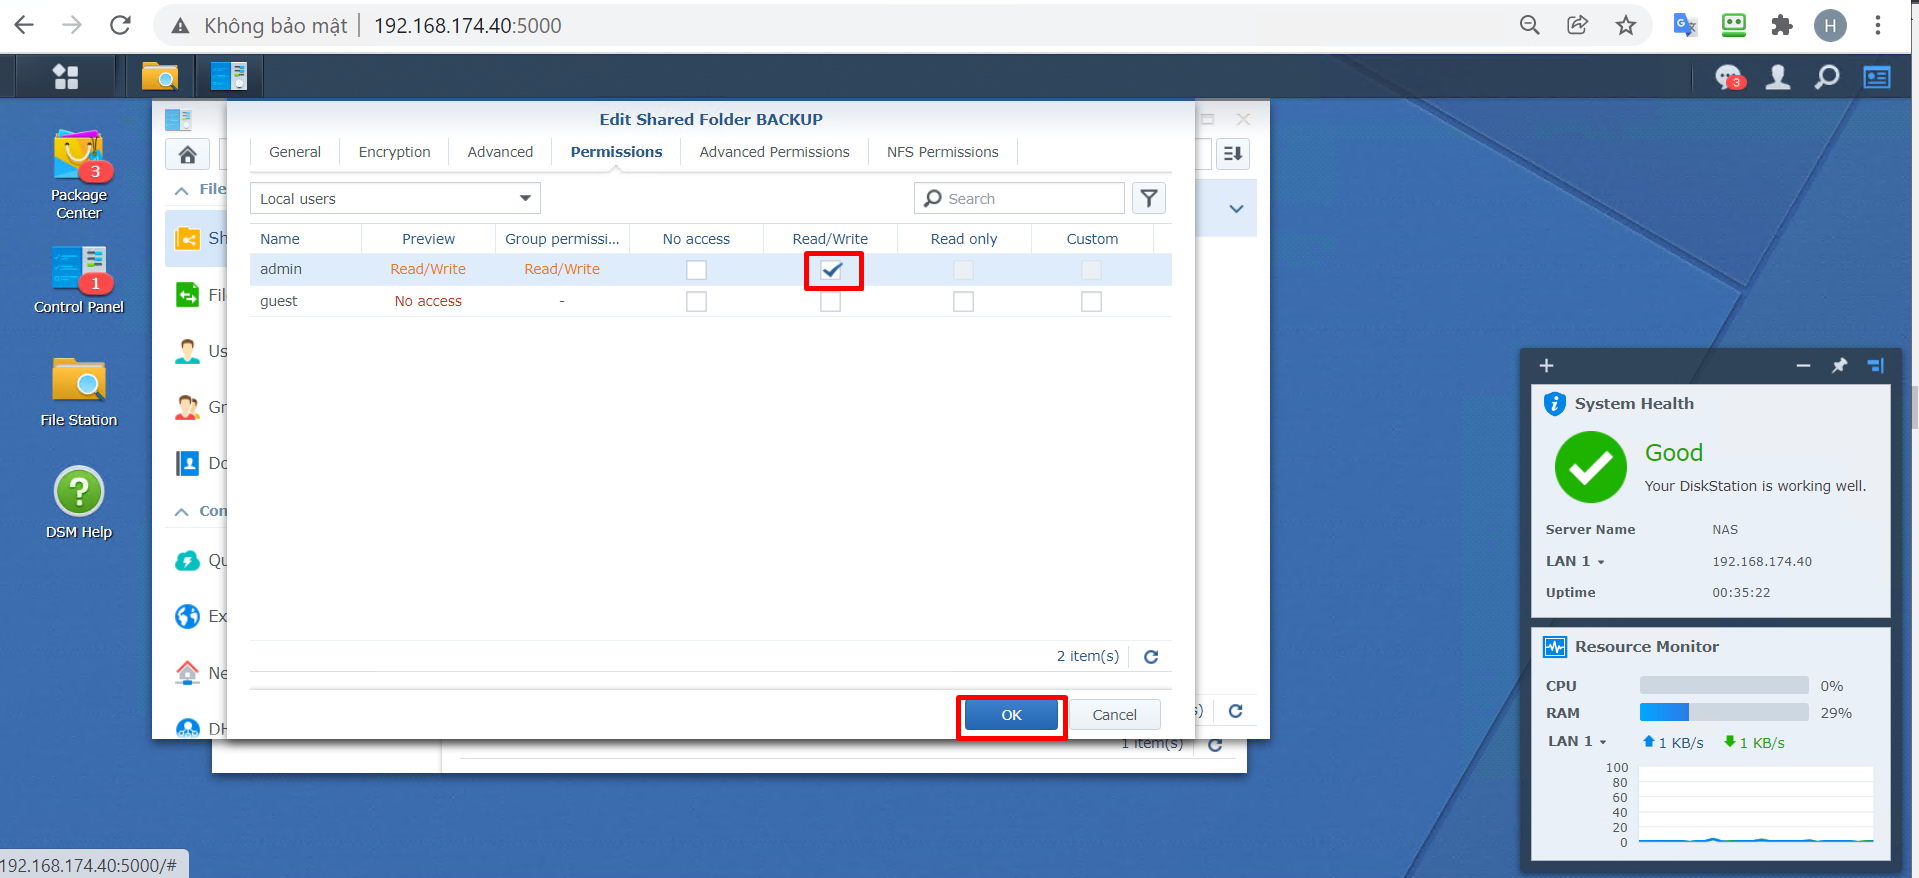 Không bảo mật
192.168.174.40:5000
H
3
Edit Shared Folder BACKUP
General
Encryption
Advanced
Permissions
Advanced Permissions
NFS Permissions
Local users
Search
Name
Preview
Group permissi...
No access
Read/Write
Read only
Custom
admin
Read/Write
Read/Write
guest
No access
-
2 item(s)
OK
Cancel
3
Package
Center
1
Control Panel
File Station
?
DSM Help
File
Sh
Fil
Us
Gr
Do
Con
Qu
Ex
Ne
DH
s)
1 item(s)
System Health
Good
Your DiskStation is working well.
Server Name NAS
LAN 1 192.168.174.40
Uptime 00:35:22
Resource Monitor
CPU 0%
RAM 29%
LAN 1 1 KB/s 1 KB/s
100
80
60
40
20
0
192.168.174.40:5000/#